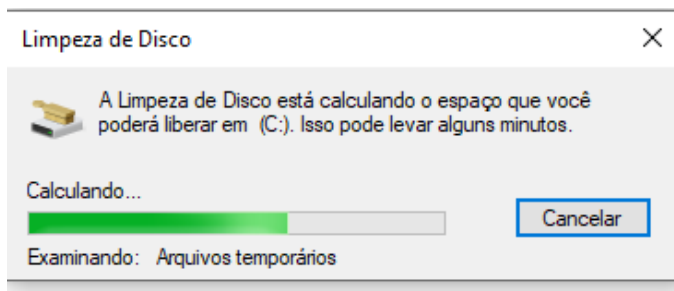 Limpeza de Disco
A Limpeza de Disco está calculando o espaço que você
poderá liberar em  (C:). Isso pode levar alguns minutos.
Calculando...
Cancelar
Examinando:   Arquivos temporários